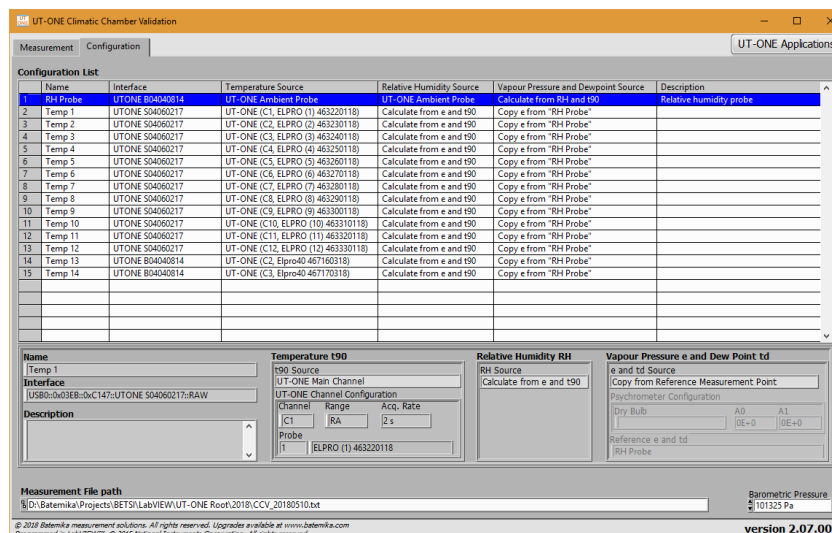 UT-ONE Climatic Chamber Validation
Measurement Configuration UT-ONE Applications
Configuration List
Name Interface Temperature Source Relative Humidity Source Vapour Pressure and Dewpoint Source Description
1 RH Probe UTONE B04040814 UT-ONE Ambient Probe UT-ONE Ambient Probe Calculate from RH and t90 Relative humidity probe
2 Temp 1 UTONE S04060217 UT-ONE (C1, ELPRO (1) 463220118) Calculate from e and t90 Copy e from "RH Probe"
3 Temp 2 UTONE S04060217 UT-ONE (C2, ELPRO (2) 463230118) Calculate from e and t90 Copy e from "RH Probe"
4 Temp 3 UTONE S04060217 UT-ONE (C3, ELPRO (3) 463240118) Calculate from e and t90 Copy e from "RH Probe"
5 Temp 4 UTONE S04060217 UT-ONE (C4, ELPRO (4) 463250118) Calculate from e and t90 Copy e from "RH Probe"
6 Temp 5 UTONE S04060217 UT-ONE (C5, ELPRO (5) 463260118) Calculate from e and t90 Copy e from "RH Probe"
7 Temp 6 UTONE S04060217 UT-ONE (C6, ELPRO (6) 463270118) Calculate from e and t90 Copy e from "RH Probe"
8 Temp 7 UTONE S04060217 UT-ONE (C7, ELPRO (7) 463280118) Calculate from e and t90 Copy e from "RH Probe"
9 Temp 8 UTONE S04060217 UT-ONE (C8, ELPRO (8) 463290118) Calculate from e and t90 Copy e from "RH Probe"
10 Temp 9 UTONE S04060217 UT-ONE (C9, ELPRO (9) 463300118) Calculate from e and t90 Copy e from "RH Probe"
11 Temp 10 UTONE S04060217 UT-ONE (C10, ELPRO (10) 463310118) Calculate from e and t90 Copy e from "RH Probe"
12 Temp 11 UTONE S04060217 UT-ONE (C11, ELPRO (11) 463320118) Calculate from e and t90 Copy e from "RH Probe"
13 Temp 12 UTONE S04060217 UT-ONE (C12, ELPRO (12) 463330118) Calculate from e and t90 Copy e from "RH Probe"
14 Temp 13 UTONE B04040814 UT-ONE (C2, Elpro40 467160318) Calculate from e and t90 Copy e from "RH Probe"
15 Temp 14 UTONE B04040814 UT-ONE (C3, Elpro40 467170318) Calculate from e and t90 Copy e from "RH Probe"
Name
Temp 1
Interface
USB0::0x03EB::0xC147::UTONE S04060217::RAW
Description
Temperature t90
t90 Source
UT-ONE Main Channel
UT-ONE Channel Configuration
Channel Range Acq. Rate
C1 RA 2 s
Probe
1 ELPRO (1) 463220118
Relative Humidity RH
RH Source
Calculate from e and t90
Vapour Pressure e and Dew Point td
e and td Source
Copy from Reference Measurement Point
Psychrometer Configuration
Dry Bulb A0 A1
0E+0 0E+0
Reference e and td
RH Probe
Measurement File path
D:\Batemika\Projects\BETSI\LabVIEW\UT-ONE Root\2018\CCV_20180510.txt
Barometric Pressure
101325 Pa
© 2018 Batemika measurement solutions. All rights reserved. Upgrades available at www.batemika.com
version 2.07.00